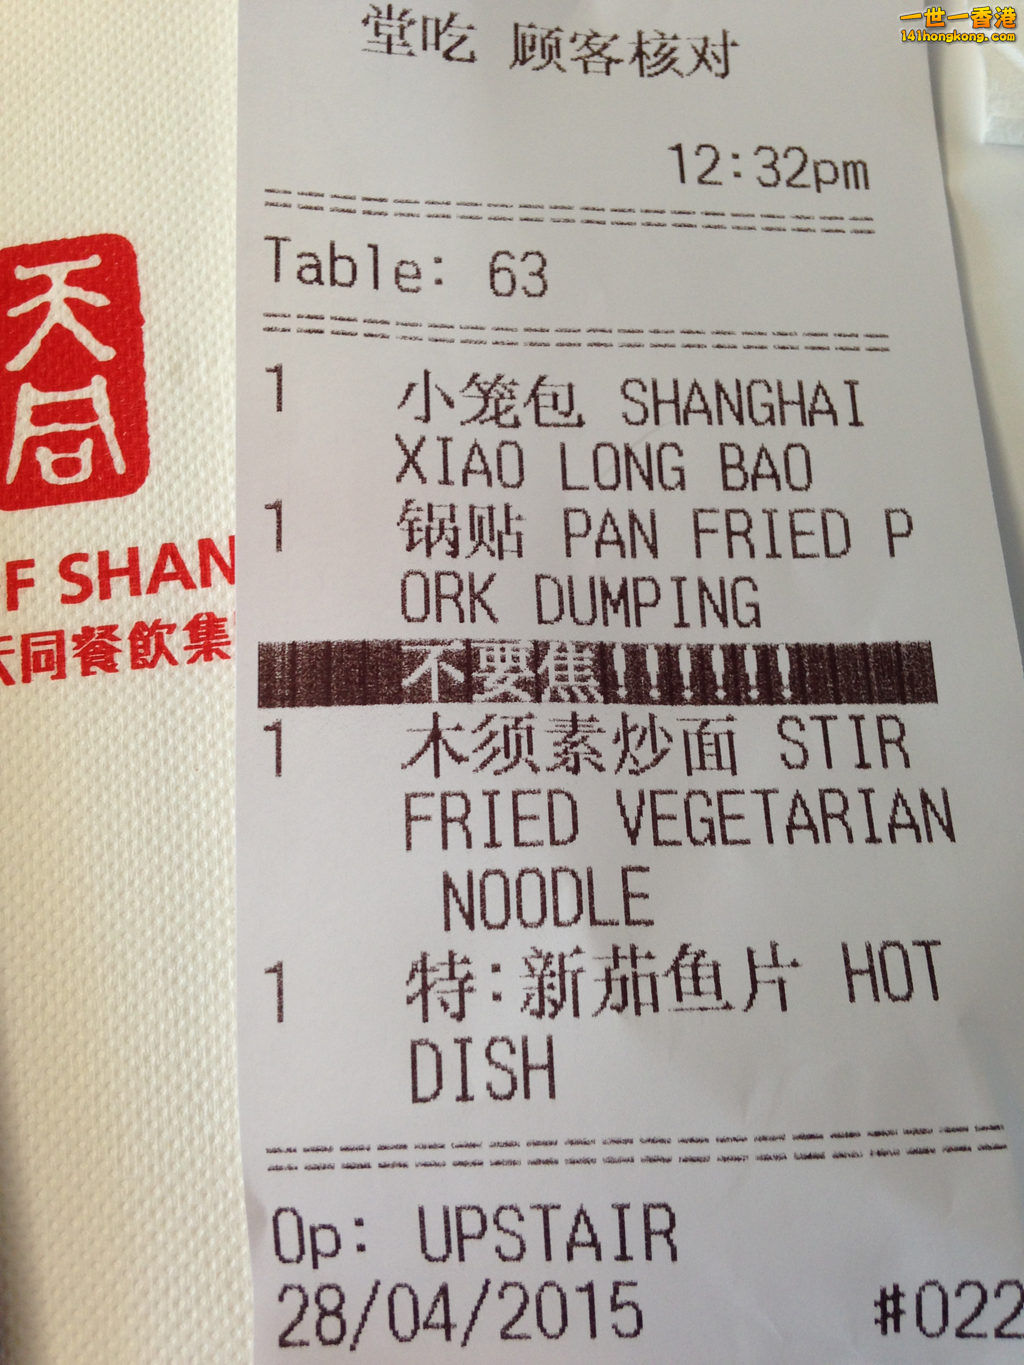 一世一香港
141hongkong.com
堂吃 顾客核对
12:32pm
Table: 63
1 小笼包 SHANGHAI
XIAO LONG BAO
1 锅贴 PAN FRIED P
ORK DUMPING
不要焦!!!!!!
1 木须素炒面 STIR
FRIED VEGETARIAN
NOODLE
1 特:新茄鱼片 HOT
DISH
Op: UPSTAIR
28/04/2015 #022
天同
F SHAN
天同餐飲集